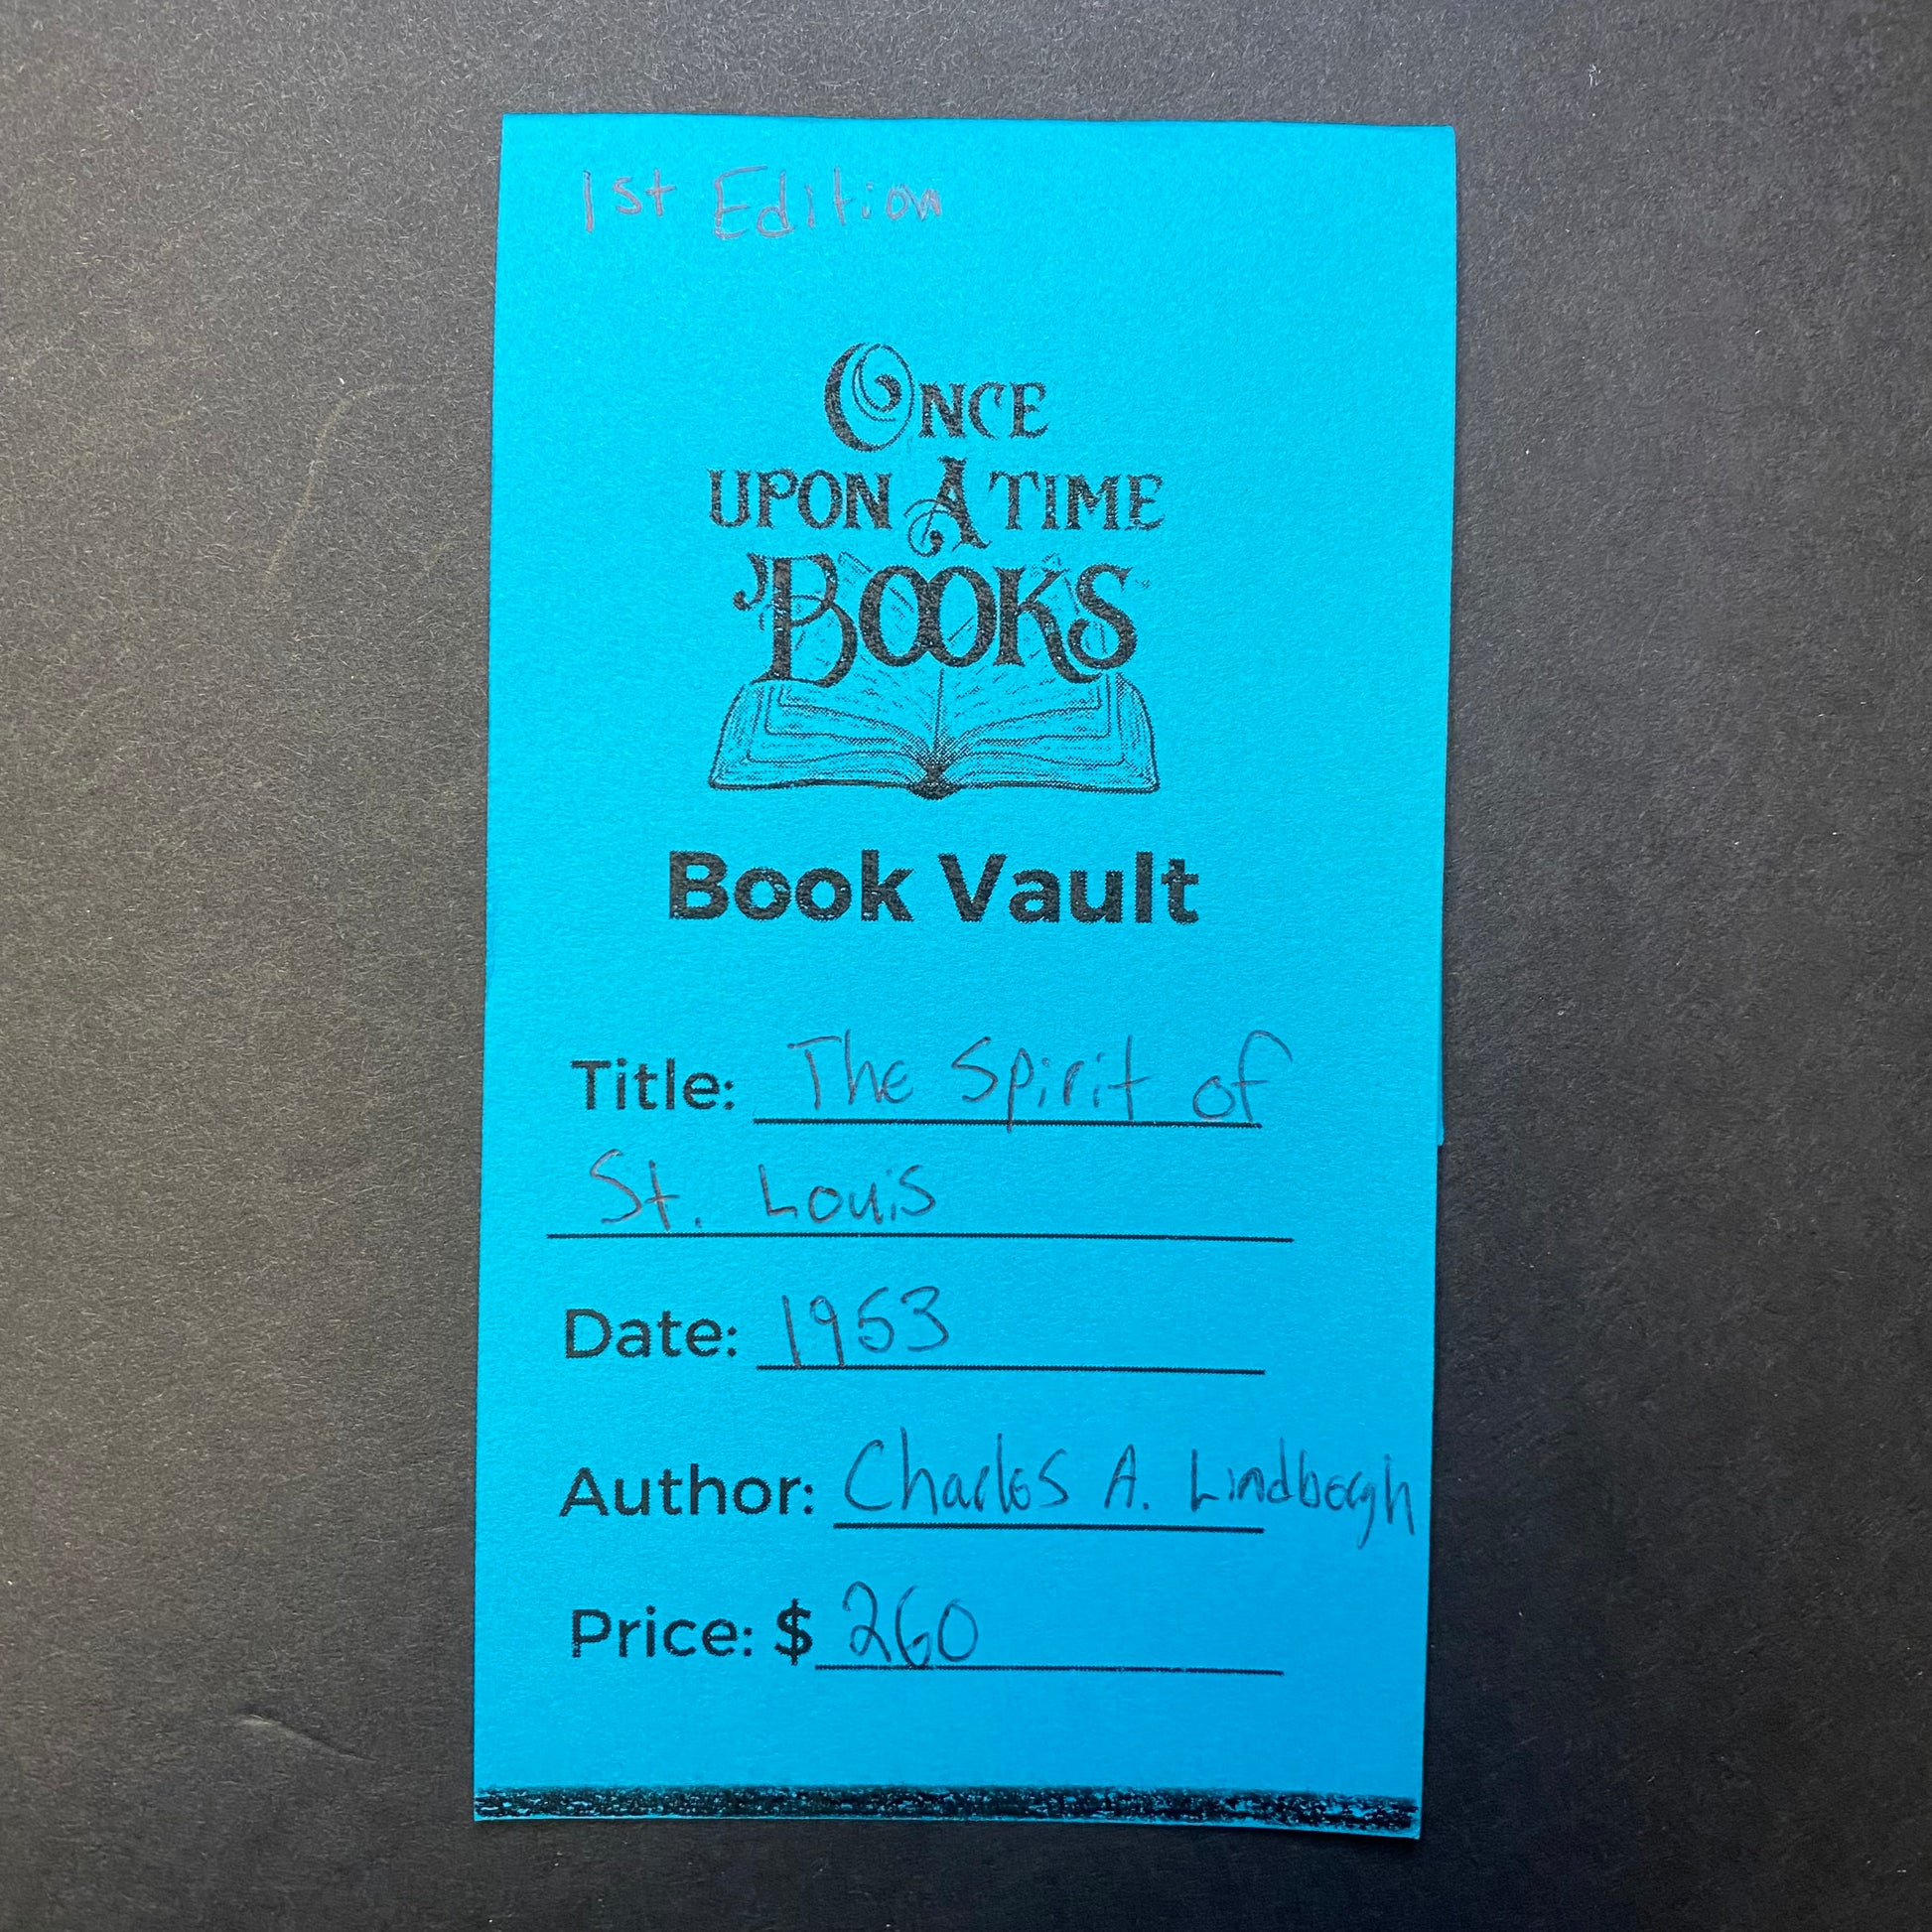 1st Edition
ONCE
UPON A TIME
BOOKS
Book Vault
Title: The Spirit of
St. Louis
Date: 1953
Author: Charles A. Lindbergh
Price: $ 260